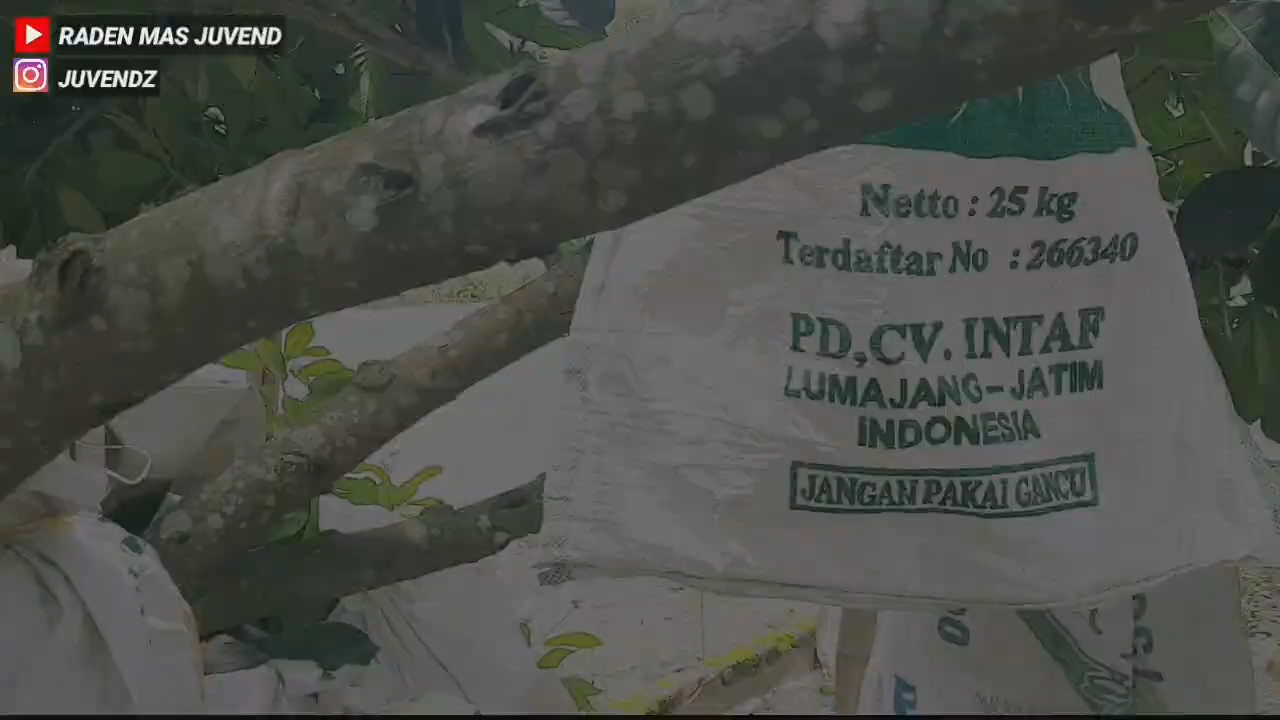 RADEN MAS JUVEND
JUVENDZ
Netto : 25 kg
Terdaftar No : 266340
PD,CV. INTAF
LUMAJANG-JATIM
INDONESIA
JANGAN PAKAI GANCU